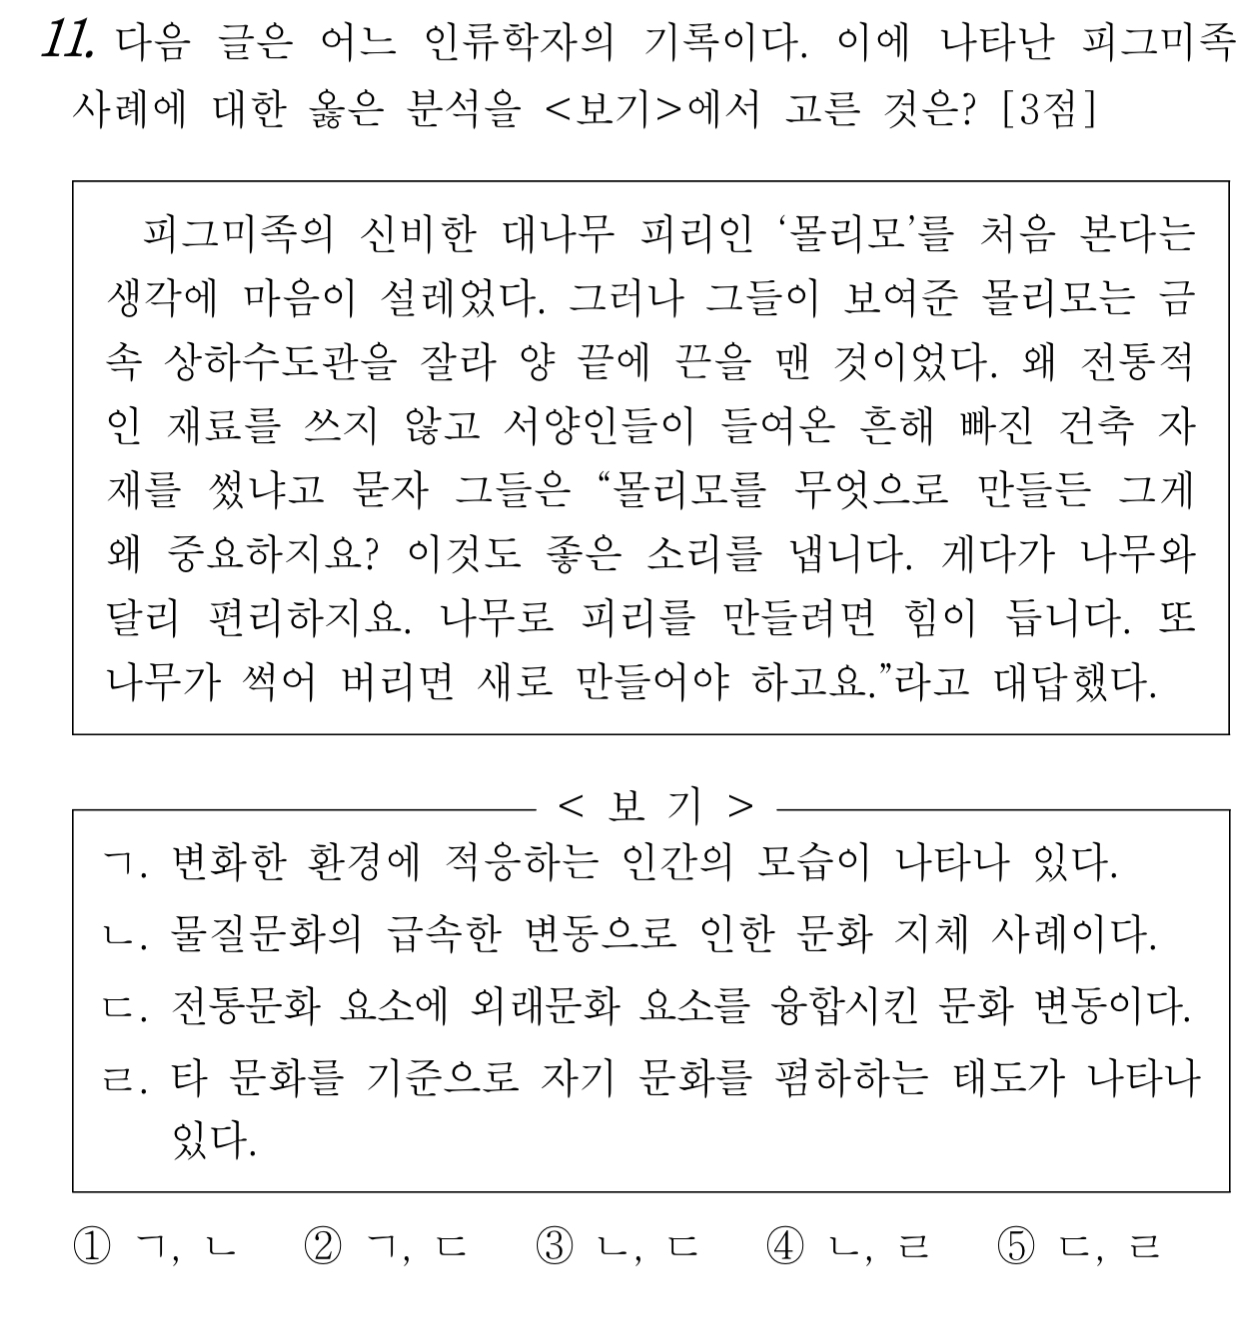 11. 다음 글은 어느 인류학자의 기록이다. 이에 나타난 피그미족
사례에 대한 옳은 분석을 <보기>에서 고른 것은? [3점]
피그미족의 신비한 대나무 피리인 ‘몰리모’를 처음 본다는
생각에 마음이 설레었다. 그러나 그들이 보여준 몰리모는 금
속 상하수도관을 잘라 양 끝에 끈을 맨 것이었다. 왜 전통적
인 재료를 쓰지 않고 서양인들이 들여온 흔해 빠진 건축 자
재를 썼냐고 묻자 그들은 “몰리모를 무엇으로 만들든 그게
왜 중요하지요? 이것도 좋은 소리를 냅니다. 게다가 나무와
달리 편리하지요. 나무로 피리를 만들려면 힘이 듭니다. 또
나무가 썩어 버리면 새로 만들어야 하고요.”라고 대답했다.
< 보 기 >
ㄱ. 변화한 환경에 적응하는 인간의 모습이 나타나 있다.
ㄴ. 물질문화의 급속한 변동으로 인한 문화 지체 사례이다.
ㄷ. 전통문화 요소에 외래문화 요소를 융합시킨 문화 변동이다.
ㄹ. 타 문화를 기준으로 자기 문화를 폄하하는 태도가 나타나
있다.
① ㄱ, ㄴ ② ㄱ, ㄷ ③ ㄴ, ㄷ ④ ㄴ, ㄹ ⑤ ㄷ, ㄹ